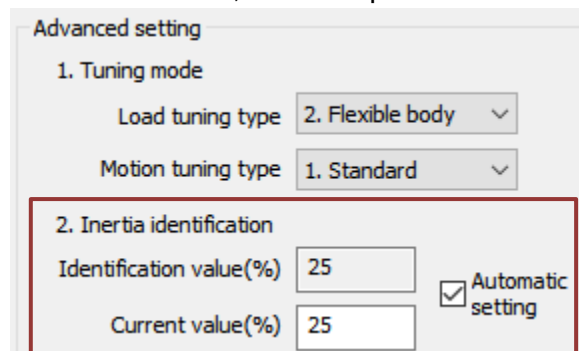 Advanced setting
1. Tuning mode
Load tuning type 2. Flexible body
Motion tuning type 1. Standard
2. Inertia identification
Identification value(%) 25
Automatic setting
Current value(%) 25